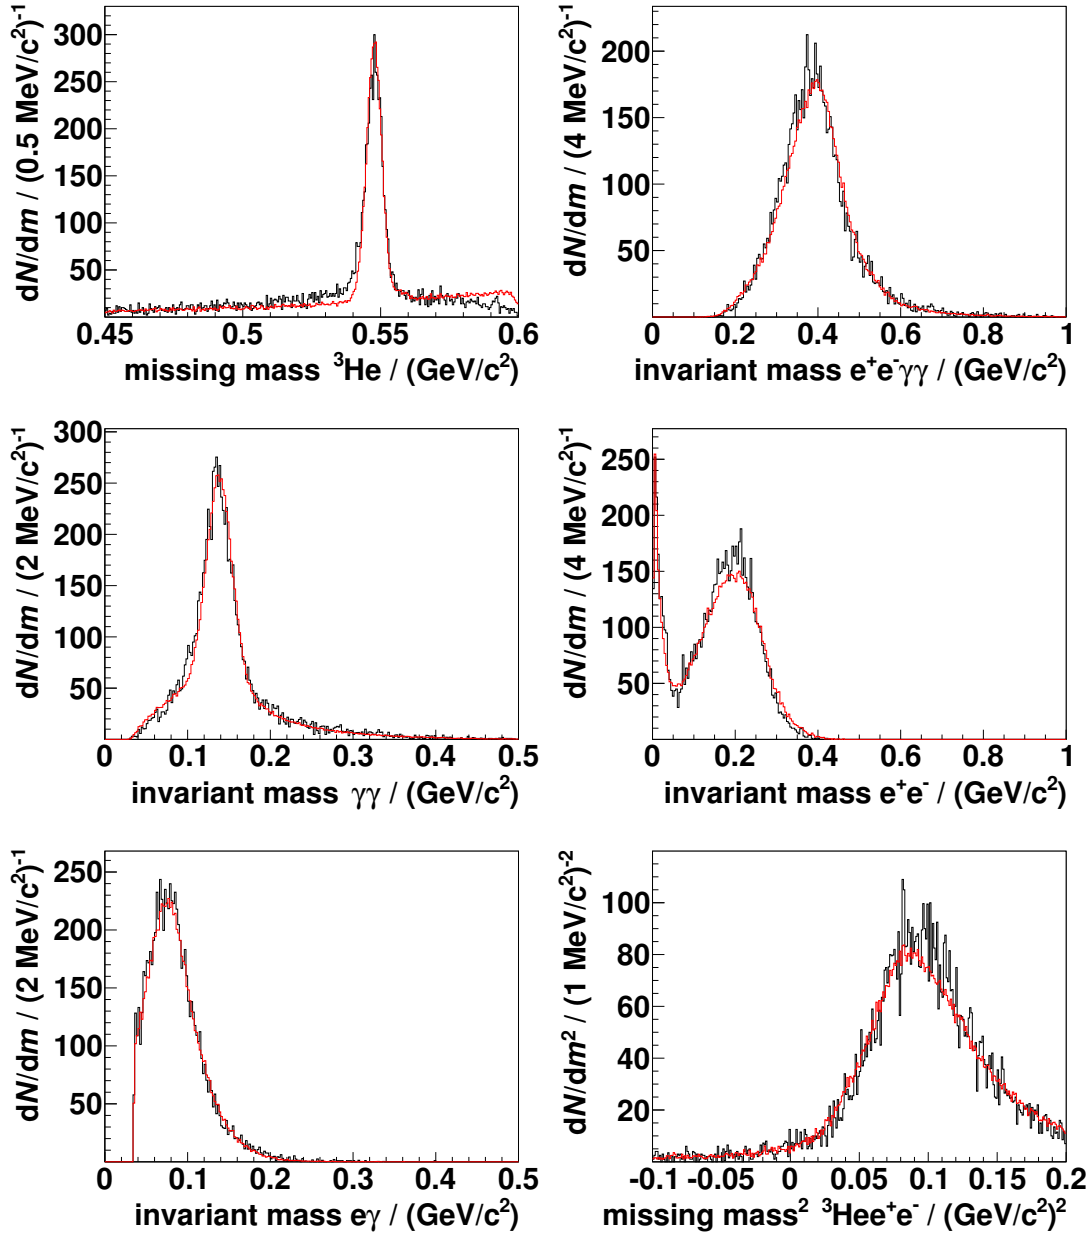 dN/dm / (0.5 MeV/c²)⁻¹
300
250
200
150
100
50
0.45 0.5 0.55 0.6
missing mass ³He / (GeV/c²)
dN/dm / (4 MeV/c²)⁻¹
200
150
100
50
0 0.2 0.4 0.6 0.8 1
invariant mass e⁺e⁻γγ / (GeV/c²)
dN/dm / (2 MeV/c²)⁻¹
300
250
200
150
100
50
0 0.1 0.2 0.3 0.4 0.5
invariant mass γγ / (GeV/c²)
dN/dm / (4 MeV/c²)⁻¹
250
200
150
100
50
0 0.2 0.4 0.6 0.8 1
invariant mass e⁺e⁻ / (GeV/c²)
dN/dm / (2 MeV/c²)⁻¹
250
200
150
100
50
0 0.1 0.2 0.3 0.4 0.5
invariant mass eγ / (GeV/c²)
dN/dm² / (1 MeV/c²)⁻²
100
80
60
40
20
-0.1 -0.05 0 0.05 0.1 0.15 0.2
missing mass² ³Hee⁺e⁻ / (GeV/c²)²